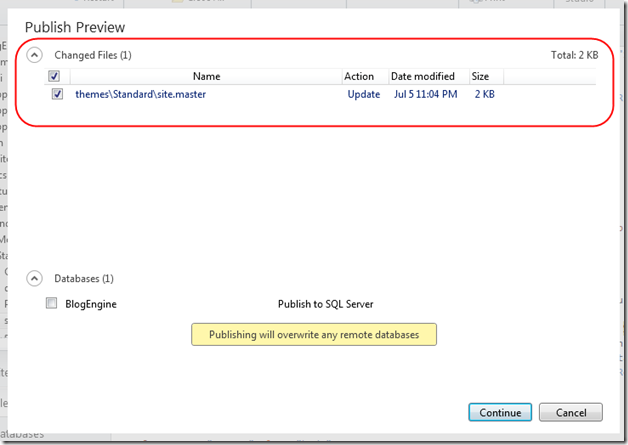 Publish Preview
Changed Files (1) Total: 2 KB
Name Action Date modified Size
themes\Standard\site.master Update Jul 5 11:04 PM 2 KB
Databases (1)
BlogEngine Publish to SQL Server
Publishing will overwrite any remote databases
Continue Cancel